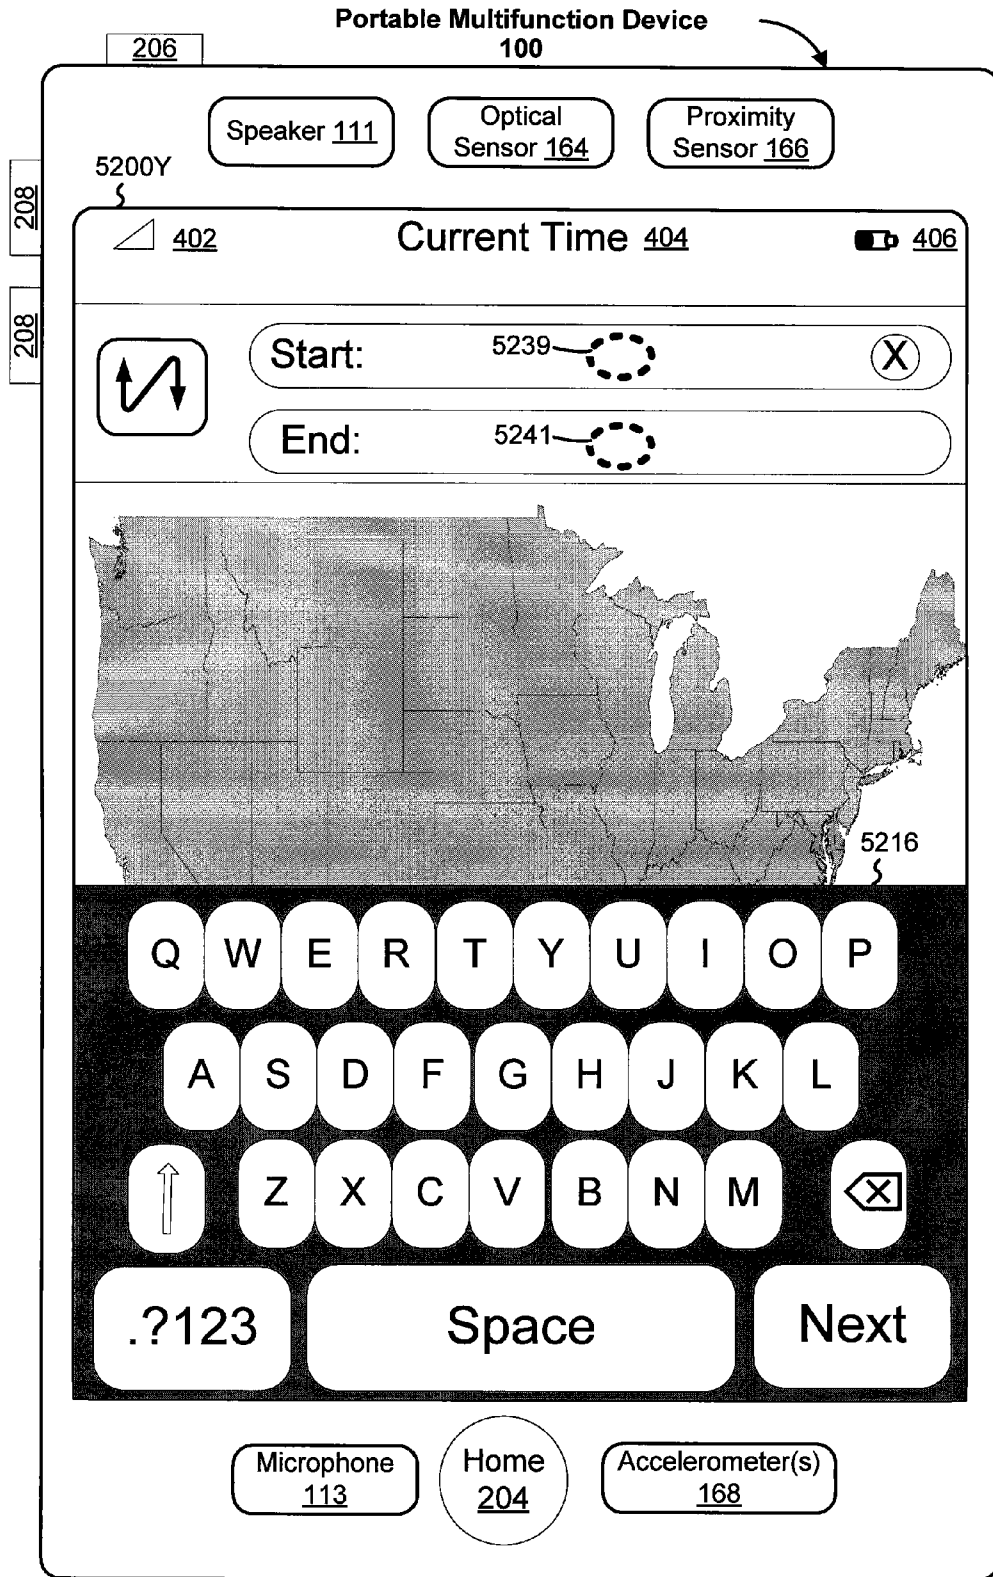 Portable Multifunction Device
100
206
Speaker 111
Optical
Sensor 164
Proximity
Sensor 166
5200Y
208
208
402
Current Time 404
406
Start:
5239
X
End:
5241
5216
Q W E R T Y U I O P
A S D F G H J K L
Z X C V B N M
.?123
Space
Next
Microphone
113
Home
204
Accelerometer(s)
168